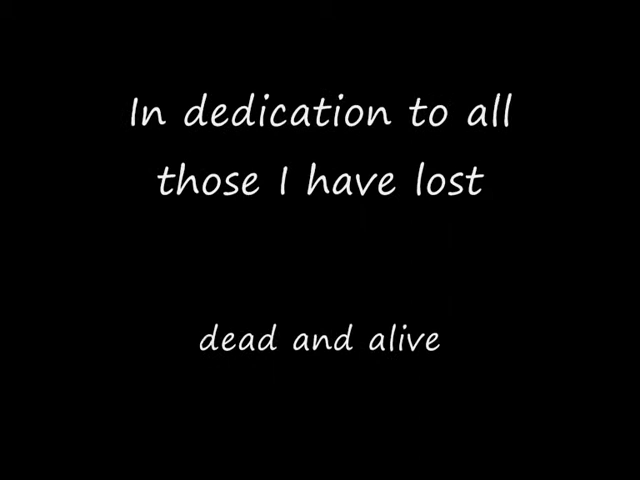 In dedication to all
those I have lost
dead and alive